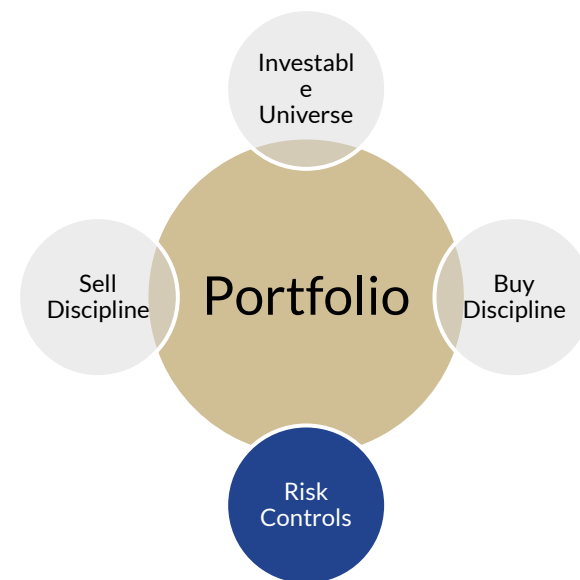 Investabl
e
Universe
Sell
Discipline
Portfolio
Buy
Discipline
Risk
Controls